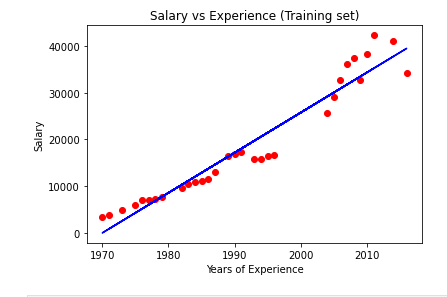 Salary vs Experience (Training set)
40000
30000
20000
10000
0
Salary
1970 1980 1990 2000 2010
Years of Experience